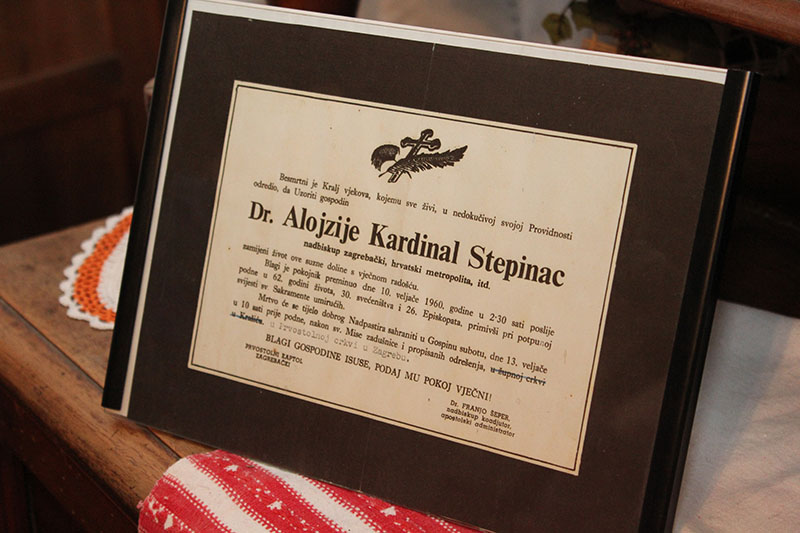 Besmrtni je Kralj vjekova, kojemu sve živi, u nedokučivoj svojoj Providnosti
odredio, da Uzoriti gospodin
Dr. Alojzije Kardinal Stepinac
nadbiskup zagrebački, hrvatski metropolita, itd.
zamijeni život ove suzne doline s vječnom radošću.
Blagi je pokojnik preminuo dne 10. veljače 1960. godine u 2·30 sati poslije
podne u 62. godini života, 30. svećeništva i 26. Episkopata, primivši pri potpunoj
svijesti sv. Sakramente umirućih.
Mrtvo će se tijelo dobrog Nadpastira sahraniti u Gospinu subotu, dne 13. veljače
u 10 sati prije podne, nakon sv. Mise zadušnice i propisanih odrešenja, u župnoj crkvi
u Krašiću. u Prvostolnoj crkvi u Zagrebu.
BLAGI GOSPODINE ISUSE, PODAJ MU POKOJ VJEČNI!
PRVOSTOLNI KAPTOL
ZAGREBAČKI
Dr. FRANJO ŠEPER,
nadbiskup koadjutor,
apostolski administrator